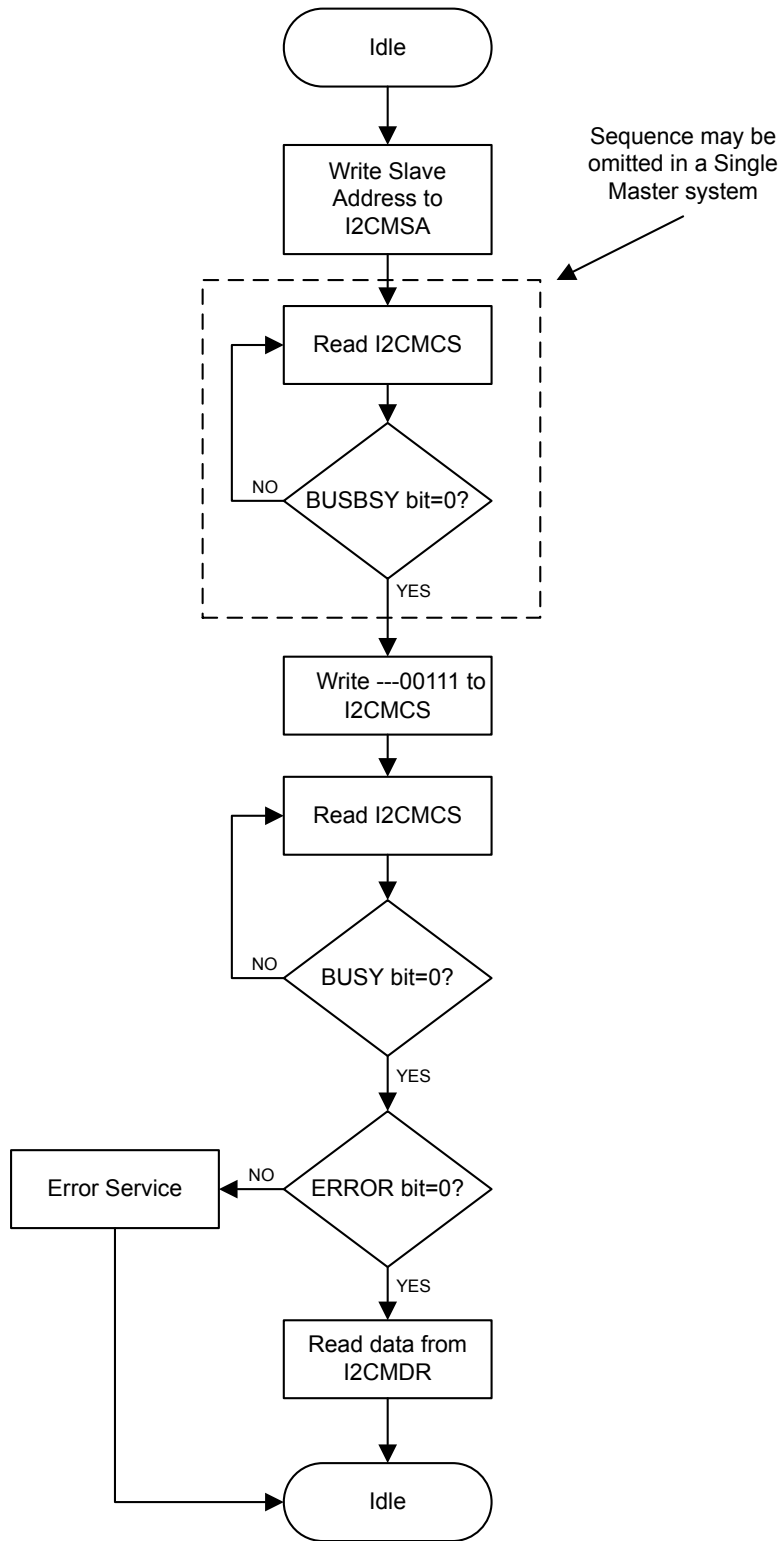 Idle
Sequence may be
omitted in a Single
Master system
Write Slave
Address to
I2CMSA
Read I2CMCS
NO
BUSBSY bit=0?
YES
Write ---00111 to
I2CMCS
Read I2CMCS
NO
BUSY bit=0?
YES
Error Service
NO
ERROR bit=0?
YES
Read data from
I2CMDR
Idle